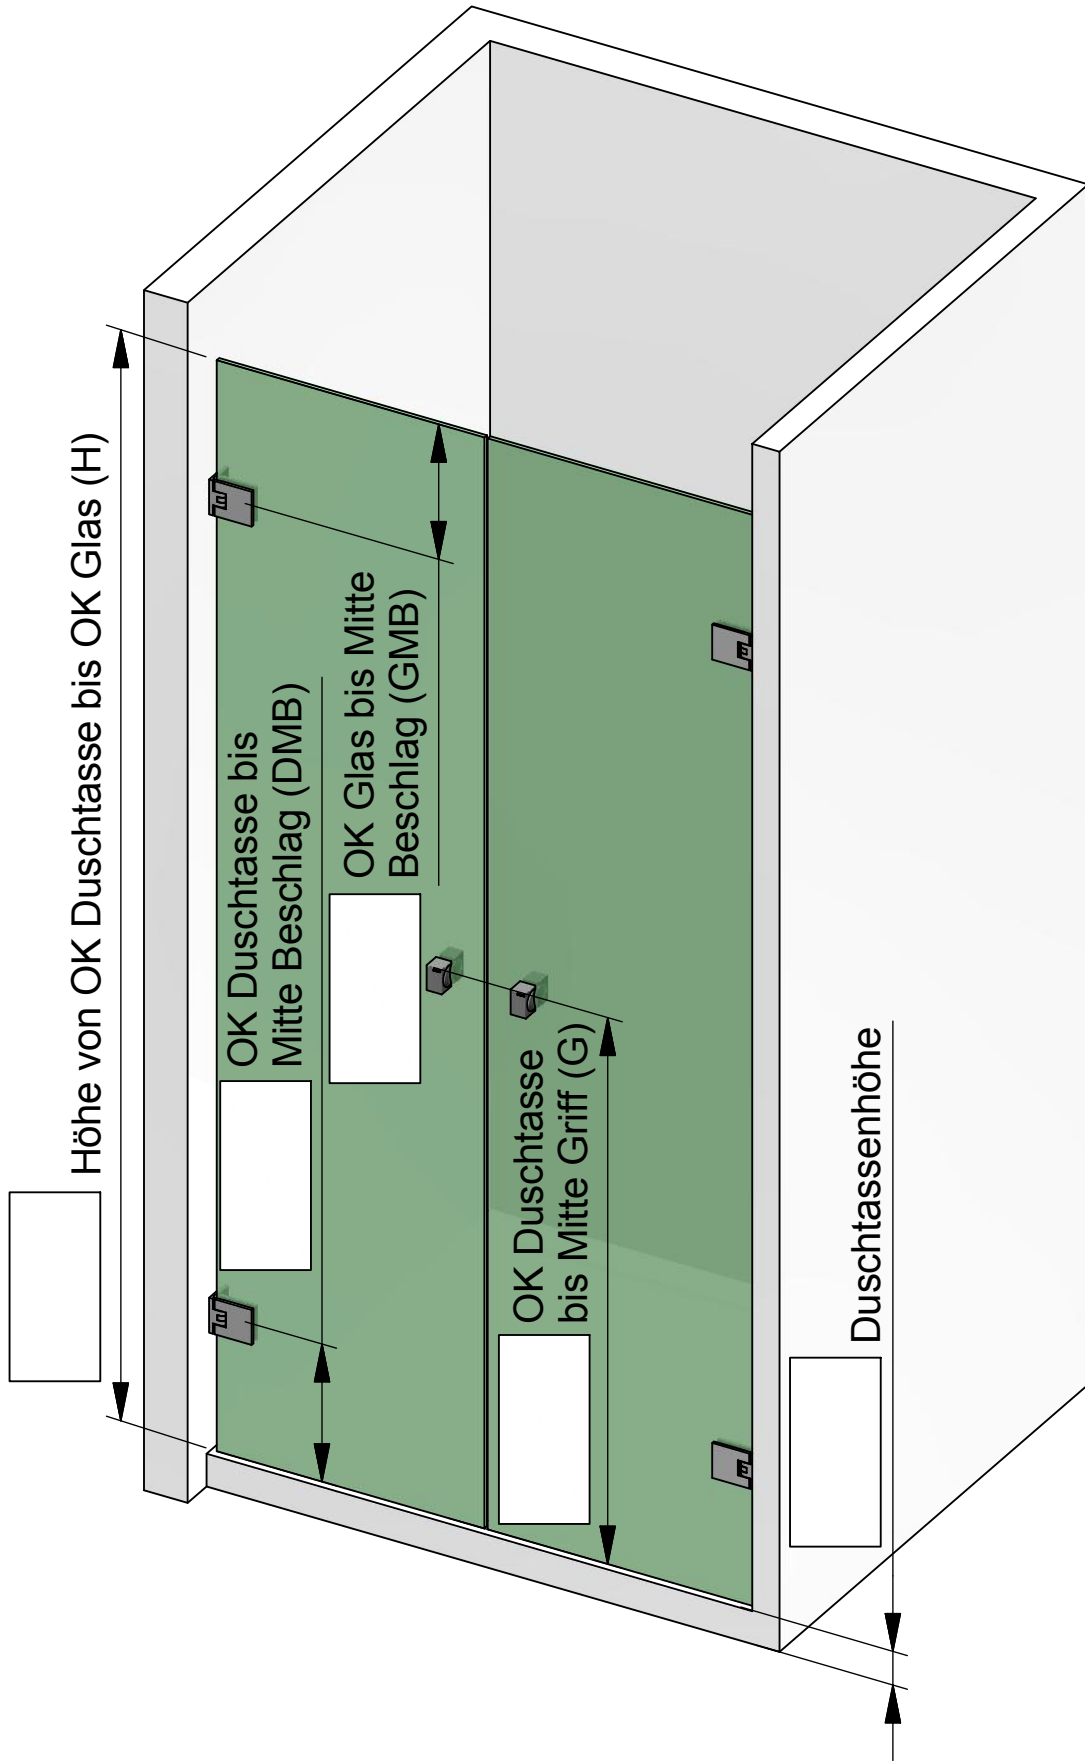 Höhe von OK Duschtasse bis OK Glas (H)
OK Duschtasse bis
Mitte Beschlag (DMB)
OK Glas bis Mitte
Beschlag (GMB)
OK Duschtasse
bis Mitte Griff (G)
Duschtassenhöhe